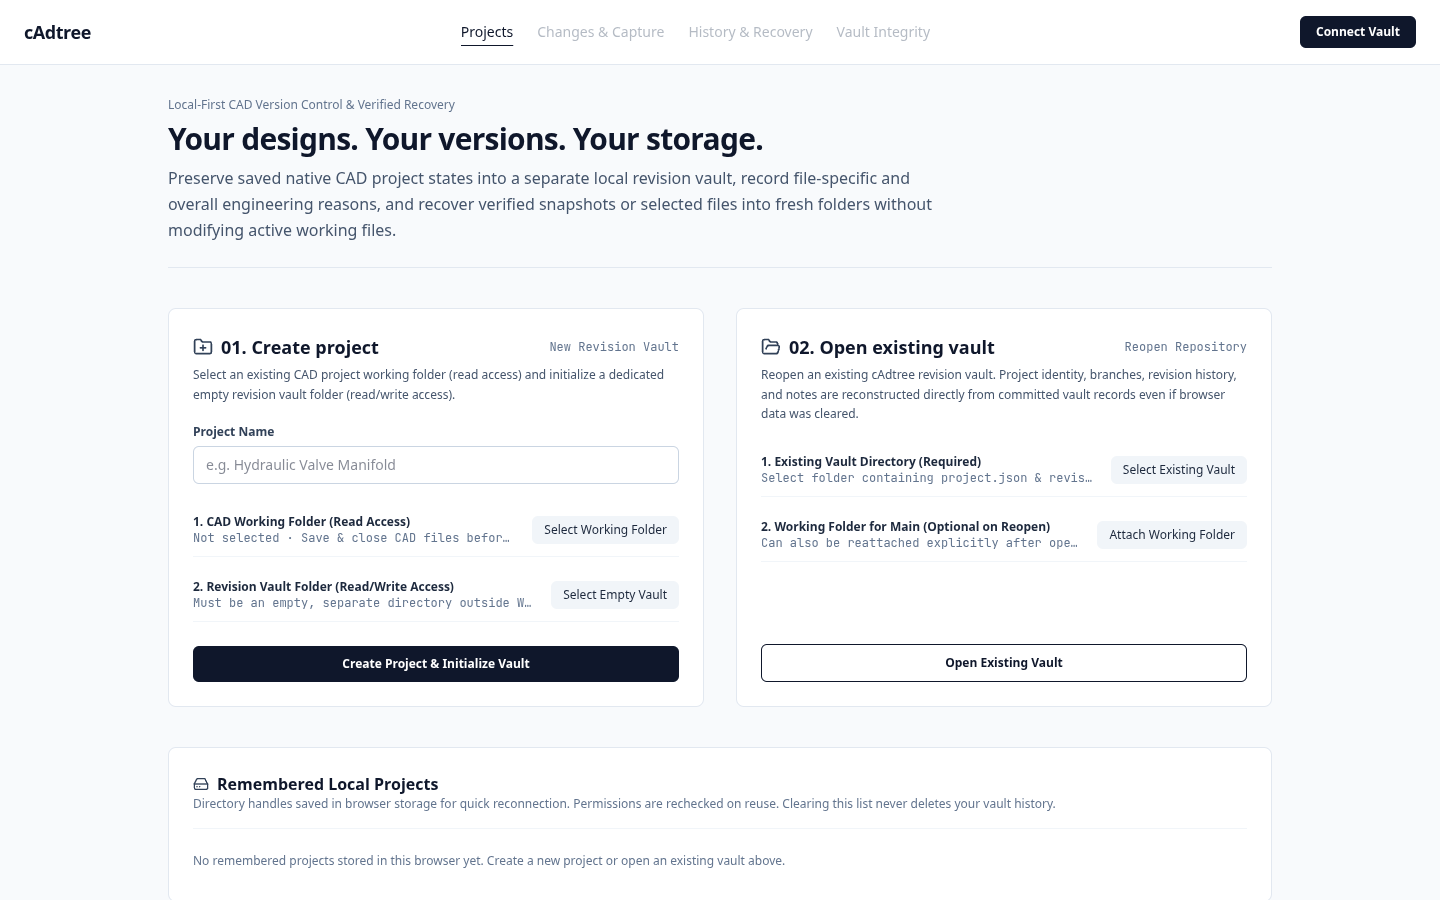 cAdtree
Projects
Changes & Capture
History & Recovery
Vault Integrity
Connect Vault
Local-First CAD Version Control & Verified Recovery
Your designs. Your versions. Your storage.
Preserve saved native CAD project states into a separate local revision vault, record file-specific and
overall engineering reasons, and recover verified snapshots or selected files into fresh folders without
modifying active working files.
01. Create project
New Revision Vault
Select an existing CAD project working folder (read access) and initialize a dedicated
empty revision vault folder (read/write access).
Project Name
e.g. Hydraulic Valve Manifold
1. CAD Working Folder (Read Access)
Not selected · Save & close CAD files befor…
Select Working Folder
2. Revision Vault Folder (Read/Write Access)
Must be an empty, separate directory outside W…
Select Empty Vault
Create Project & Initialize Vault
02. Open existing vault
Reopen Repository
Reopen an existing cAdtree revision vault. Project identity, branches, revision history,
and notes are reconstructed directly from committed vault records even if browser
data was cleared.
1. Existing Vault Directory (Required)
Select folder containing project.json & revis…
Select Existing Vault
2. Working Folder for Main (Optional on Reopen)
Can also be reattached explicitly after ope…
Attach Working Folder
Open Existing Vault
Remembered Local Projects
Directory handles saved in browser storage for quick reconnection. Permissions are rechecked on reuse. Clearing this list never deletes your vault history.
No remembered projects stored in this browser yet. Create a new project or open an existing vault above.